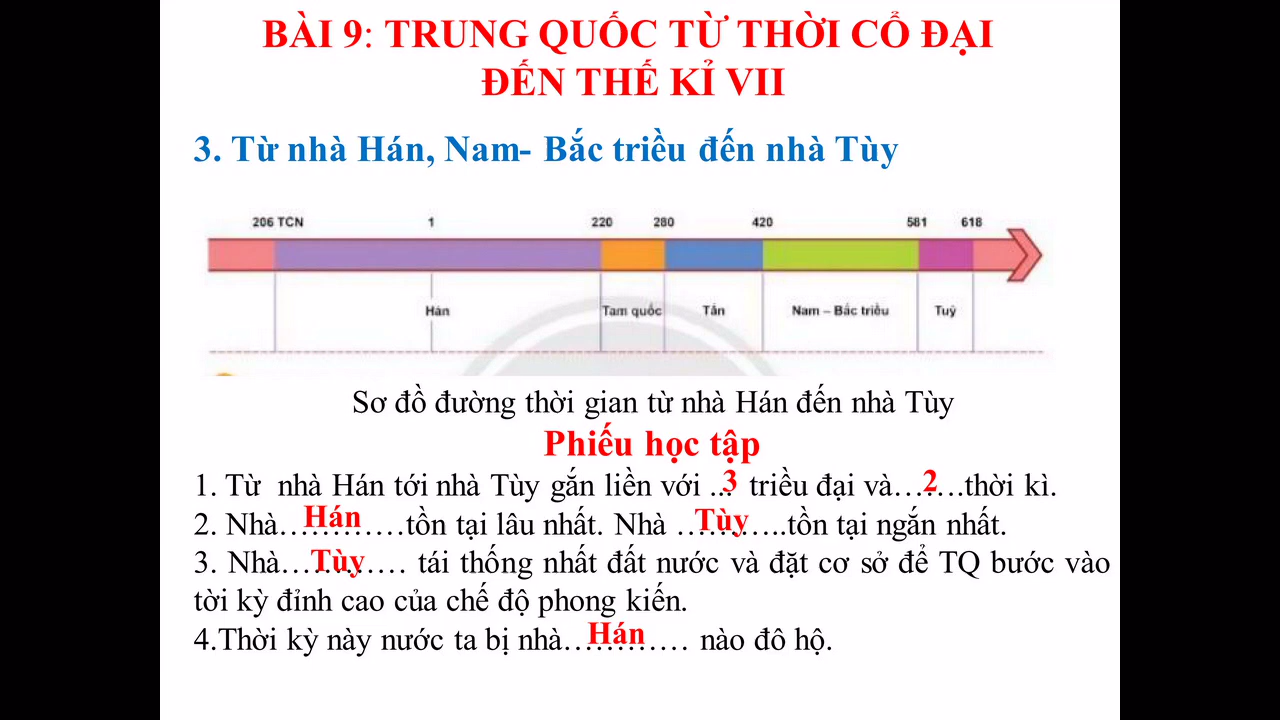 BÀI 9: TRUNG QUỐC TỪ THỜI CỔ ĐẠI
ĐẾN THẾ KỈ VII
3. Từ nhà Hán, Nam- Bắc triều đến nhà Tùy
206 TCN 1 220 280 420 581 618
Hán Tam quốc Tấn Nam – Bắc triều Tuỳ
Sơ đồ đường thời gian từ nhà Hán đến nhà Tùy
Phiếu học tập
1. Từ nhà Hán tới nhà Tùy gắn liền với ..3 triều đại và…2….thời kì.
2. Nhà…Hán……tồn tại lâu nhất. Nhà …Tùy…..tồn tại ngắn nhất.
3. Nhà…Tùy…… tái thống nhất đất nước và đặt cơ sở để TQ bước vào
tời kỳ đỉnh cao của chế độ phong kiến.
4.Thời kỳ này nước ta bị nhà…Hán…… nào đô hộ.